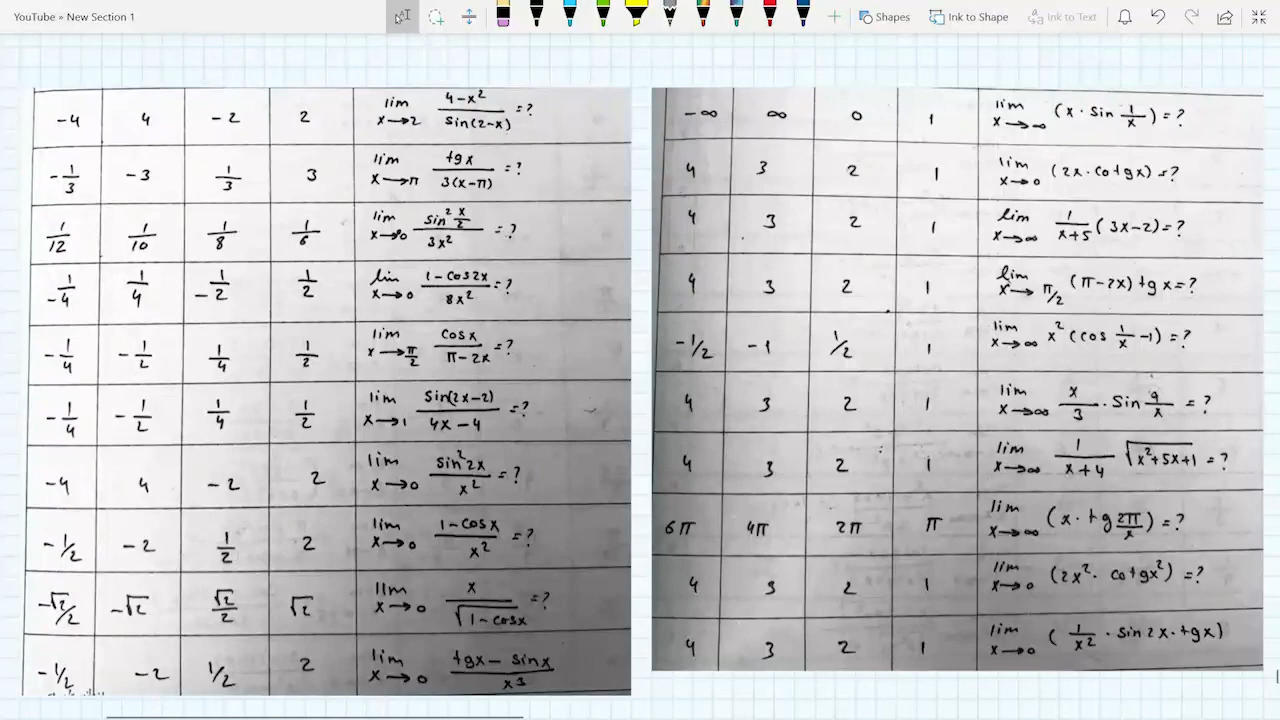 YouTube » New Section 1
Shapes Ink to Shape Ink to Text
-4 4 -2 2 lim x→2 (4-x²)/(sin(2-x)) =?
-1/3 -3 1/3 3 lim x→π tgx/(3(x-π)) =?
1/12 1/10 1/8 1/6 lim x→0 (sin² x/2)/(3x²) =?
-1/4 1/4 -1/2 1/2 lim x→0 (1-cos2x)/(8x²) =?
-1/4 -1/2 1/4 1/2 lim x→π/2 cosx/(π-2x) =?
-1/4 -1/2 1/4 1/2 lim x→1 sin(2x-2)/(4x-4) =?
-4 4 -2 2 lim x→0 sin²2x/x² =?
-1/2 -2 1/2 2 lim x→0 (1-cosx)/x² =?
-√2/2 -√2 √2/2 √2 lim x→0 x/√(1-cosx) =?
-1/2 -2 1/2 2 lim x→0 (tgx-sinx)/x³
-∞ ∞ 0 1 lim x→∞ (x·sin 1/x) =?
4 3 2 1 lim x→0 (2x·cotgx) =?
4 3 2 1 lim x→∞ 1/(x+5) (3x-2) =?
4 3 2 1 lim x→π/2 (π-2x)tgx =?
-1/2 -1 1/2 1 lim x→∞ x²(cos 1/x -1) =?
4 3 2 1 lim x→∞ x/3 · sin 9/x =?
4 3 2 1 lim x→∞ 1/(x+4) √(x²+5x+1) =?
6π 4π 2π π lim x→∞ (x·tg 2π/x) =?
4 3 2 1 lim x→0 (2x²·cotgx²) =?
4 3 2 1 lim x→0 (1/x² · sin2x·tgx)